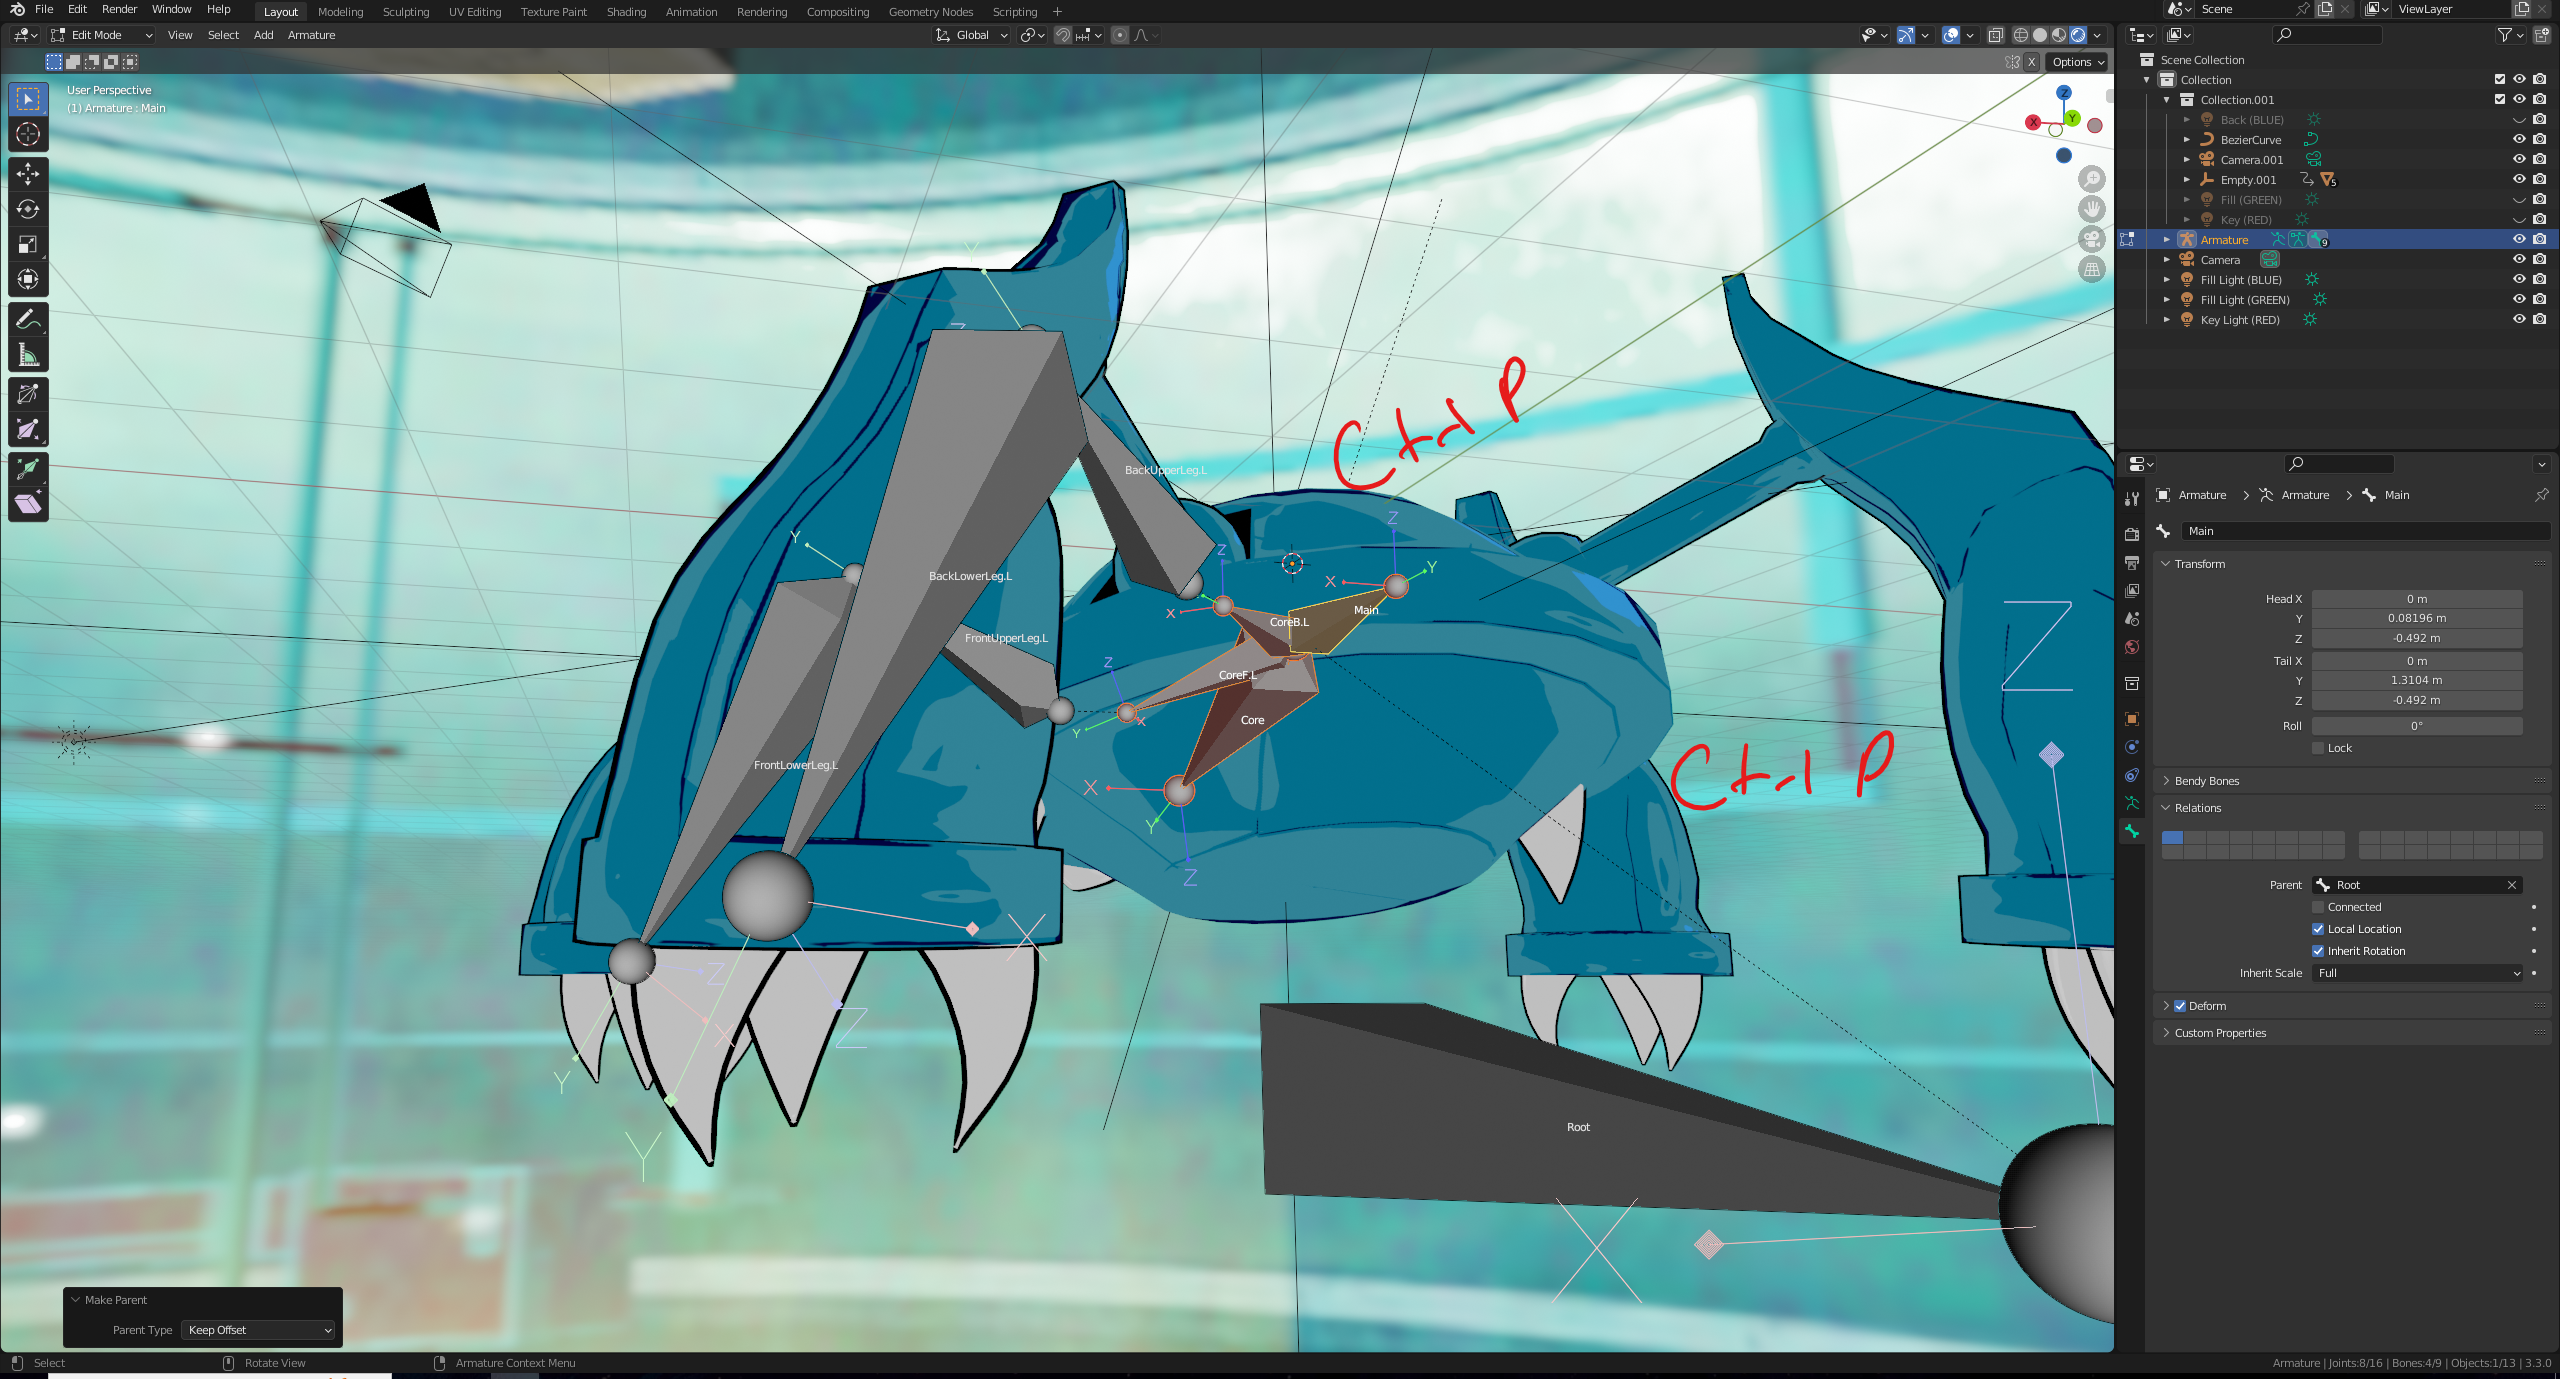 File Edit Render Window Help Layout Modeling Sculpting UV Editing Texture Paint Shading Animation Rendering Compositing Geometry Nodes Scripting + Scene ViewLayer
Edit Mode View Select Add Armature Global
X Options
User Perspective
(1) Armature : Main
Scene Collection
Collection
Collection.001
Back (BLUE)
BezierCurve
Camera.001
Empty.001 5
Fill (GREEN)
Key (RED)
Armature 9
Camera
Fill Light (BLUE)
Fill Light (GREEN)
Key Light (RED)
Z
X Y
Y
Z
Ctrl P
BackUpperLeg.L
Z
Y
Z
X Y
BackLowerLeg.L
X
Main
CoreB.L
FrontUpperLeg.L
Z
CoreF.L
Z
Core
X
Y
FrontLowerLeg.L
Ctrl P
X
Y
Z
X
Z
X
Z
Y
Y
Root
X
Armature > Armature > Main
Main
Transform
Head X 0 m
Y 0.08196 m
Z -0.492 m
Tail X 0 m
Y 1.3104 m
Z -0.492 m
Roll 0°
Lock
Bendy Bones
Relations
Parent Root
Connected
Local Location
Inherit Rotation
Inherit Scale Full
Deform
Custom Properties
Make Parent
Parent Type Keep Offset
Select Rotate View Armature Context Menu Armature | Joints:8/16 | Bones:4/9 | Objects:1/13 | 3.3.0